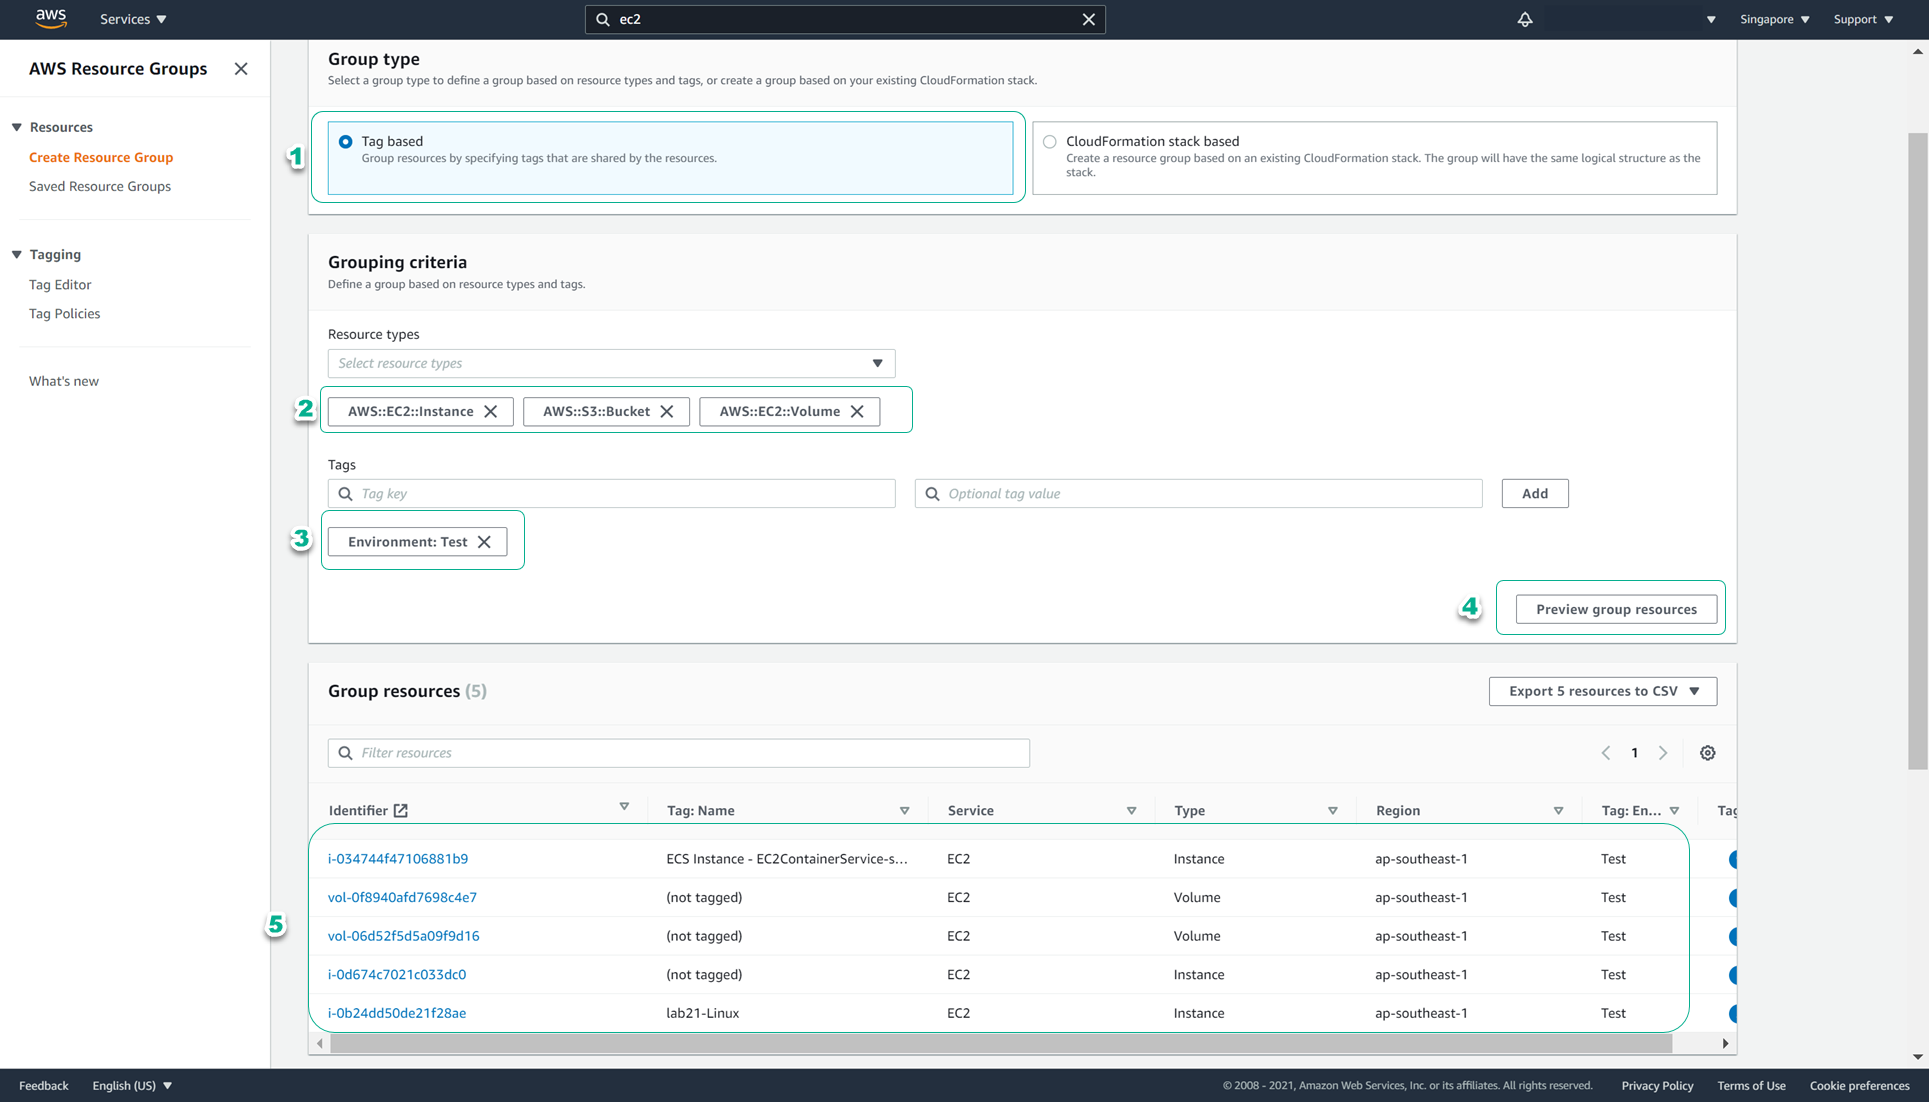 aws
Services
ec2
Singapore
Support
AWS Resource Groups
Resources
Create Resource Group
Saved Resource Groups
Tagging
Tag Editor
Tag Policies
What's new
Group type
Select a group type to define a group based on resource types and tags, or create a group based on your existing CloudFormation stack.
1
Tag based
Group resources by specifying tags that are shared by the resources.
CloudFormation stack based
Create a resource group based on an existing CloudFormation stack. The group will have the same logical structure as the
stack.
Grouping criteria
Define a group based on resource types and tags.
Resource types
Select resource types
2
AWS::EC2::Instance
AWS::S3::Bucket
AWS::EC2::Volume
Tags
Tag key
Optional tag value
Add
3
Environment: Test
4
Preview group resources
Group resources (5)
Export 5 resources to CSV
Filter resources
1
Identifier
Tag: Name
Service
Type
Region
Tag: En...
Tag
5
i-034744f47106881b9 ECS Instance - EC2ContainerService-s... EC2 Instance ap-southeast-1 Test
vol-0f8940afd7698c4e7 (not tagged) EC2 Volume ap-southeast-1 Test
vol-06d52f5d5a09f9d16 (not tagged) EC2 Volume ap-southeast-1 Test
i-0d674c7021c033dc0 (not tagged) EC2 Instance ap-southeast-1 Test
i-0b24dd50de21f28ae lab21-Linux EC2 Instance ap-southeast-1 Test
Feedback
English (US)
© 2008 - 2021, Amazon Web Services, Inc. or its affiliates. All rights reserved.
Privacy Policy
Terms of Use
Cookie preferences